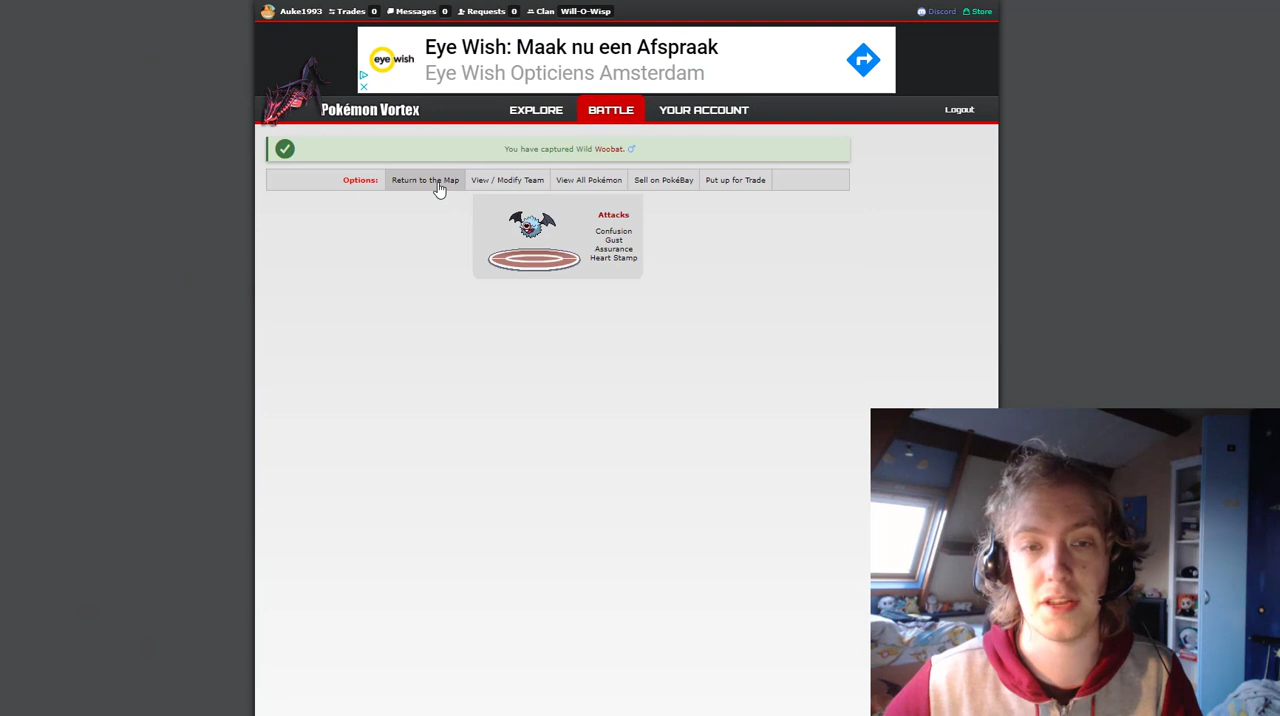 Auke1993 Trades 0 Messages 0 Requests 0 Clan Will-O-Wisp Discord Store
Eye Wish: Maak nu een Afspraak
eye wish
Eye Wish Opticiens Amsterdam
Pokémon Vortex EXPLORE BATTLE YOUR ACCOUNT Logout
You have captured Wild Woobat.
Options: Return to the Map View / Modify Team View All Pokémon Sell on PokéBay Put up for Trade
Attacks
Confusion
Gust
Assurance
Heart Stamp